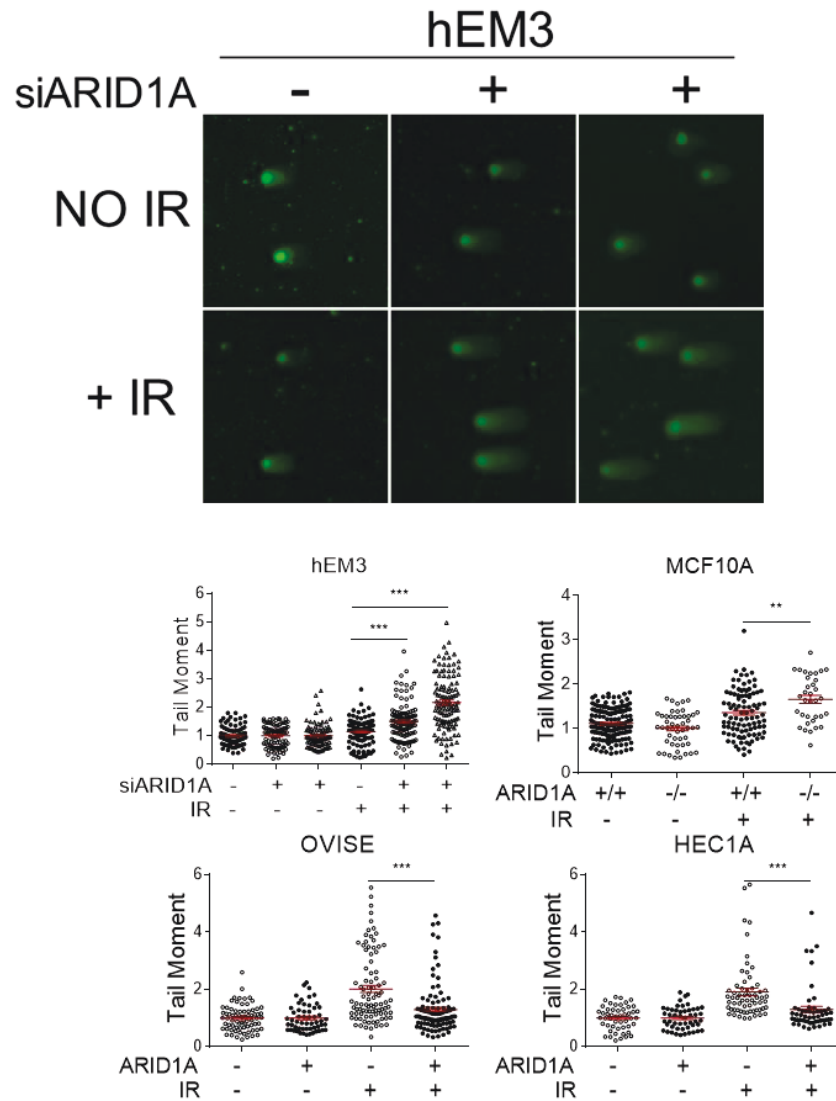 hEM3
siARID1A - + +
NO IR
+ IR
hEM3
Tail Moment
6
5
4
3
2
1
0
***
***
siARID1A - + + - + +
IR - - - + + +
MCF10A
Tail Moment
4
3
2
1
0
**
ARID1A +/+ -/- +/+ -/-
IR - - + +
OVISE
Tail Moment
6
4
2
0
***
ARID1A - + - +
IR - - + +
HEC1A
Tail Moment
6
4
2
0
***
ARID1A - + - +
IR - - + +